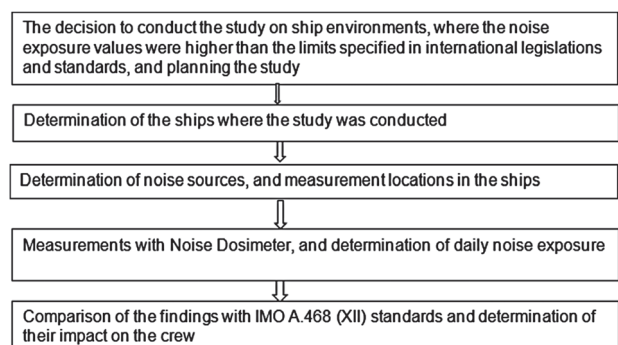 The decision to conduct the study on ship environments, where the noise
exposure values were higher than the limits specified in international legislations
and standards, and planning the study
Determination of the ships where the study was conducted
Determination of noise sources, and measurement locations in the ships
Measurements with Noise Dosimeter, and determination of daily noise exposure
Comparison of the findings with IMO A.468 (XII) standards and determination of
their impact on the crew